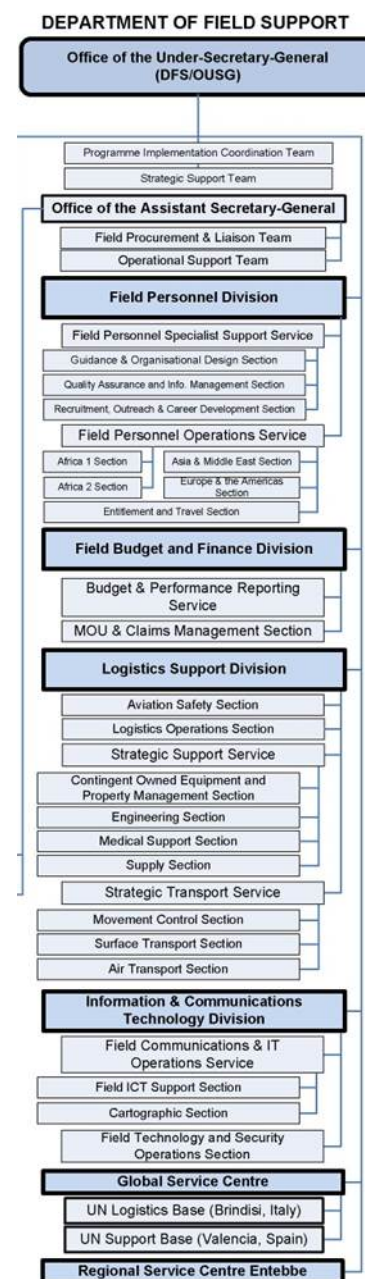 DEPARTMENT OF FIELD SUPPORT
Office of the Under-Secretary-General
(DFS/OUSG)
Programme Implementation Coordination Team
Strategic Support Team
Office of the Assistant Secretary-General
Field Procurement & Liaison Team
Operational Support Team
Field Personnel Division
Field Personnel Specialist Support Service
Guidance & Organisational Design Section
Quality Assurance and Info. Management Section
Recruitment, Outreach & Career Development Section
Field Personnel Operations Service
Africa 1 Section
Asia & Middle East Section
Africa 2 Section
Europe & the Americas
Section
Entitlement and Travel Section
Field Budget and Finance Division
Budget & Performance Reporting
Service
MOU & Claims Management Section
Logistics Support Division
Aviation Safety Section
Logistics Operations Section
Strategic Support Service
Contingent Owned Equipment and
Property Management Section
Engineering Section
Medical Support Section
Supply Section
Strategic Transport Service
Movement Control Section
Surface Transport Section
Air Transport Section
Information & Communications
Technology Division
Field Communications & IT
Operations Service
Field ICT Support Section
Cartographic Section
Field Technology and Security
Operations Section
Global Service Centre
UN Logistics Base (Brindisi, Italy)
UN Support Base (Valencia, Spain)
Regional Service Centre Entebbe